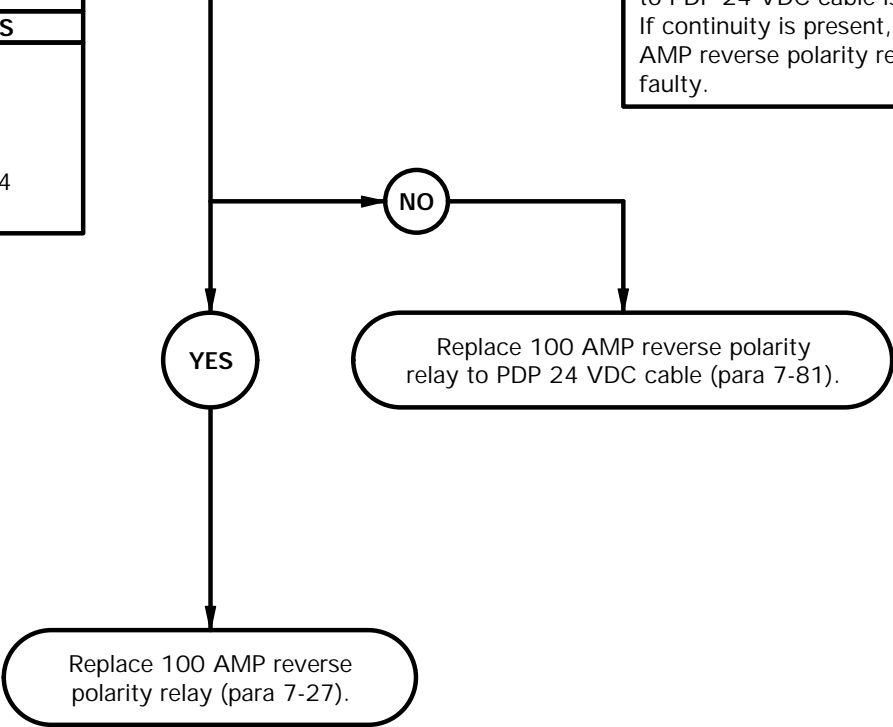 S
4
to PDP 24 VDC cable is
If continuity is present,
AMP reverse polarity re
faulty.
NO
YES
Replace 100 AMP reverse polarity
relay to PDP 24 VDC cable (para 7-81).
Replace 100 AMP reverse
polarity relay (para 7-27).